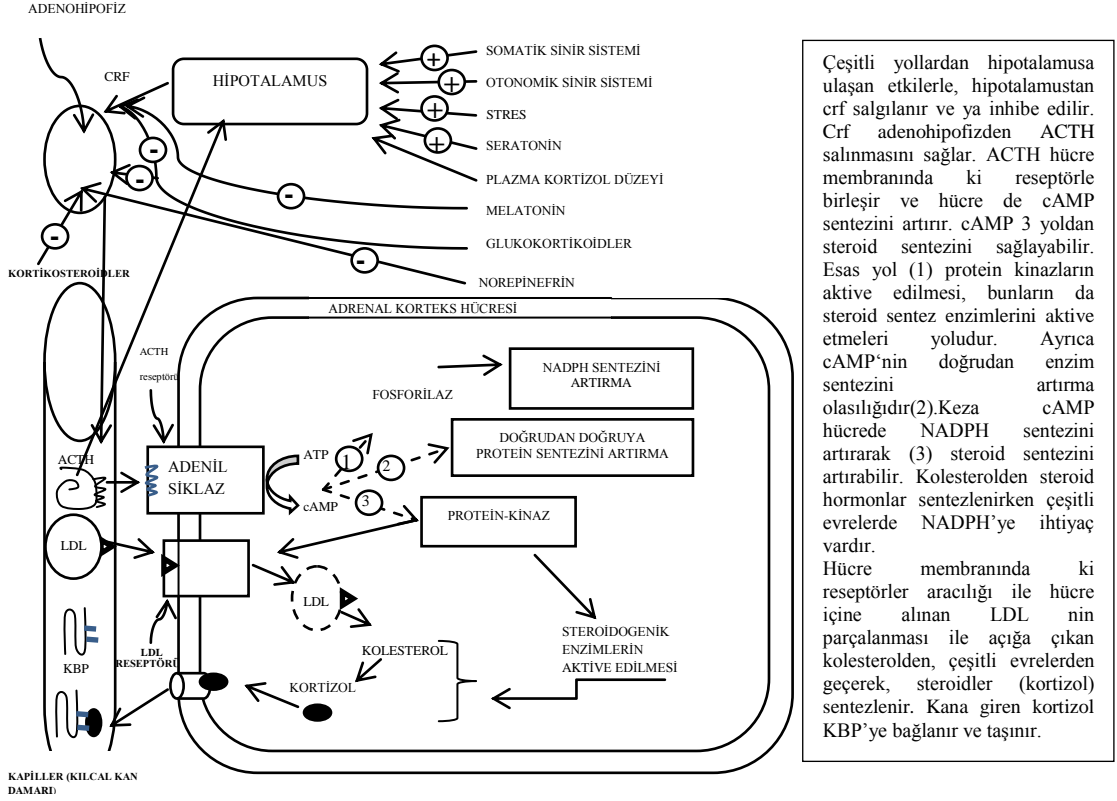 ADENOHİPOFİZ
CRF
HİPOTALAMUS
+
SOMATİK SİNİR SİSTEMİ
+
OTONOMİK SİNİR SİSTEMİ
+
STRES
+
SERATONİN
PLAZMA KORTİZOL DÜZEYİ
-
MELATONİN
-
-
GLUKOKORTİKOİDLER
-
NOREPİNEFRİN
-
KORTİKOSTEROİDLER
ADRENAL KORTEKS HÜCRESİ
ACTH
reseptörü
FOSFORİLAZ
NADPH SENTEZİNİ
ARTIRMA
DOĞRUDAN DOĞRUYA
PROTEİN SENTEZİNİ ARTIRMA
ACTH
ADENİL
SİKLAZ
ATP
cAMP
1
2
3
PROTEİN-KİNAZ
LDL
LDL
LDL
RESEPTÖRÜ
KBP
KOLESTEROL
KORTİZOL
STEROİDOGENİK
ENZİMLERİN
AKTİVE EDİLMESİ
KAPİLLER (KILCAL KAN
DAMARI)
Çeşitli yollardan hipotalamusa
ulaşan etkilerle, hipotalamustan
crf salgılanır ve ya inhibe edilir.
Crf adenohipofizden ACTH
salınmasını sağlar. ACTH hücre
membranında ki reseptörle
birleşir ve hücre de cAMP
sentezini artırır. cAMP 3 yoldan
steroid sentezini sağlayabilir.
Esas yol (1) protein kinazların
aktive edilmesi, bunların da
steroid sentez enzimlerini aktive
etmeleri yoludur. Ayrıca
cAMP‘nin doğrudan enzim
sentezini artırma
olasılığıdır(2).Keza cAMP
hücrede NADPH sentezini
artırarak (3) steroid sentezini
artırabilir. Kolesterolden steroid
hormonlar sentezlenirken çeşitli
evrelerde NADPH’ye ihtiyaç
vardır.
Hücre membranında ki
reseptörler aracılığı ile hücre
içine alınan LDL nin
parçalanması ile açığa çıkan
kolesterolden, çeşitli evrelerden
geçerek, steroidler (kortizol)
sentezlenir. Kana giren kortizol
KBP’ye bağlanır ve taşınır.